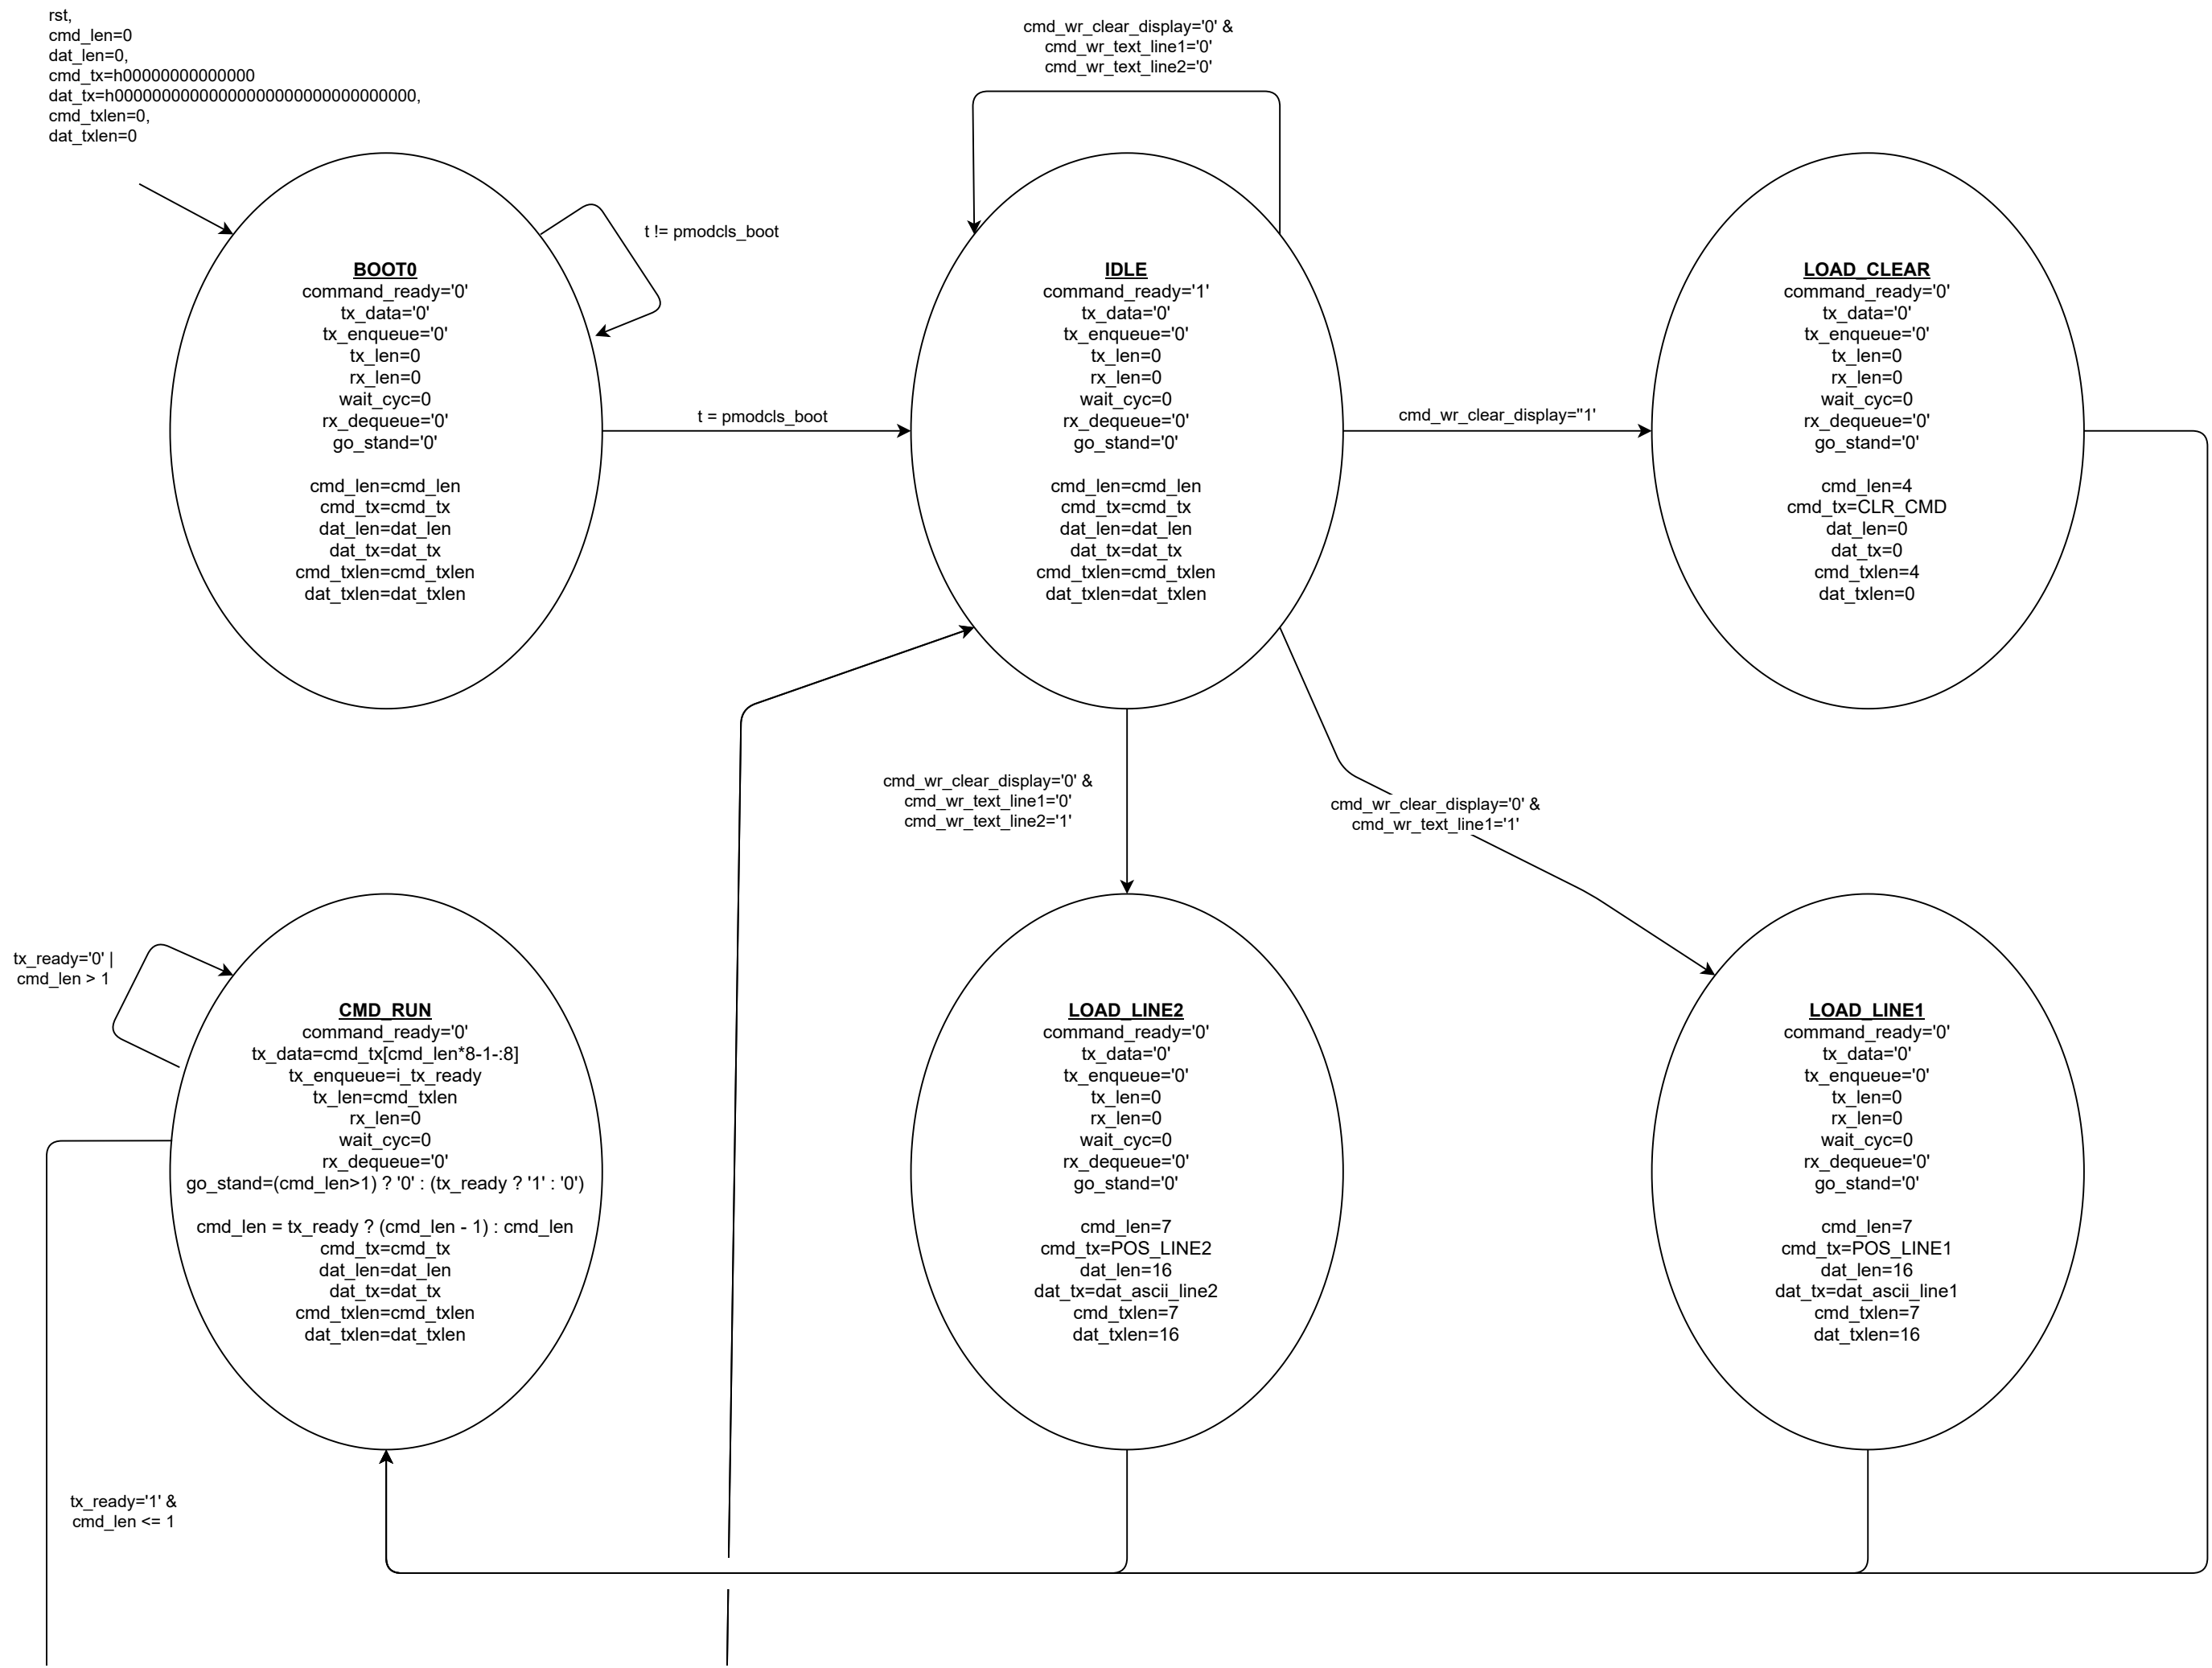 rst,
cmd_len=0
dat_len=0,
cmd_tx=h00000000000000
dat_tx=h00000000000000000000000000000000,
cmd_txlen=0,
dat_txlen=0
cmd_wr_clear_display='0' &
cmd_wr_text_line1='0'
cmd_wr_text_line2='0'
t != pmodcls_boot
BOOT0
command_ready='0'
tx_data='0'
tx_enqueue='0'
tx_len=0
rx_len=0
wait_cyc=0
rx_dequeue='0'
go_stand='0'
cmd_len=cmd_len
cmd_tx=cmd_tx
dat_len=dat_len
dat_tx=dat_tx
cmd_txlen=cmd_txlen
dat_txlen=dat_txlen
t = pmodcls_boot
IDLE
command_ready='1'
tx_data='0'
tx_enqueue='0'
tx_len=0
rx_len=0
wait_cyc=0
rx_dequeue='0'
go_stand='0'
cmd_len=cmd_len
cmd_tx=cmd_tx
dat_len=dat_len
dat_tx=dat_tx
cmd_txlen=cmd_txlen
dat_txlen=dat_txlen
cmd_wr_clear_display="1'
LOAD_CLEAR
command_ready='0'
tx_data='0'
tx_enqueue='0'
tx_len=0
rx_len=0
wait_cyc=0
rx_dequeue='0'
go_stand='0'
cmd_len=4
cmd_tx=CLR_CMD
dat_len=0
dat_tx=0
cmd_txlen=4
dat_txlen=0
cmd_wr_clear_display='0' &
cmd_wr_text_line1='0'
cmd_wr_text_line2='1'
cmd_wr_clear_display='0' &
cmd_wr_text_line1='1'
tx_ready='0' |
cmd_len > 1
CMD_RUN
command_ready='0'
tx_data=cmd_tx[cmd_len*8-1-:8]
tx_enqueue=i_tx_ready
tx_len=cmd_txlen
rx_len=0
wait_cyc=0
rx_dequeue='0'
go_stand=(cmd_len>1) ? '0' : (tx_ready ? '1' : '0')
cmd_len = tx_ready ? (cmd_len - 1) : cmd_len
cmd_tx=cmd_tx
dat_len=dat_len
dat_tx=dat_tx
cmd_txlen=cmd_txlen
dat_txlen=dat_txlen
LOAD_LINE2
command_ready='0'
tx_data='0'
tx_enqueue='0'
tx_len=0
rx_len=0
wait_cyc=0
rx_dequeue='0'
go_stand='0'
cmd_len=7
cmd_tx=POS_LINE2
dat_len=16
dat_tx=dat_ascii_line2
cmd_txlen=7
dat_txlen=16
LOAD_LINE1
command_ready='0'
tx_data='0'
tx_enqueue='0'
tx_len=0
rx_len=0
wait_cyc=0
rx_dequeue='0'
go_stand='0'
cmd_len=7
cmd_tx=POS_LINE1
dat_len=16
dat_tx=dat_ascii_line1
cmd_txlen=7
dat_txlen=16
tx_ready='1' &
cmd_len <= 1